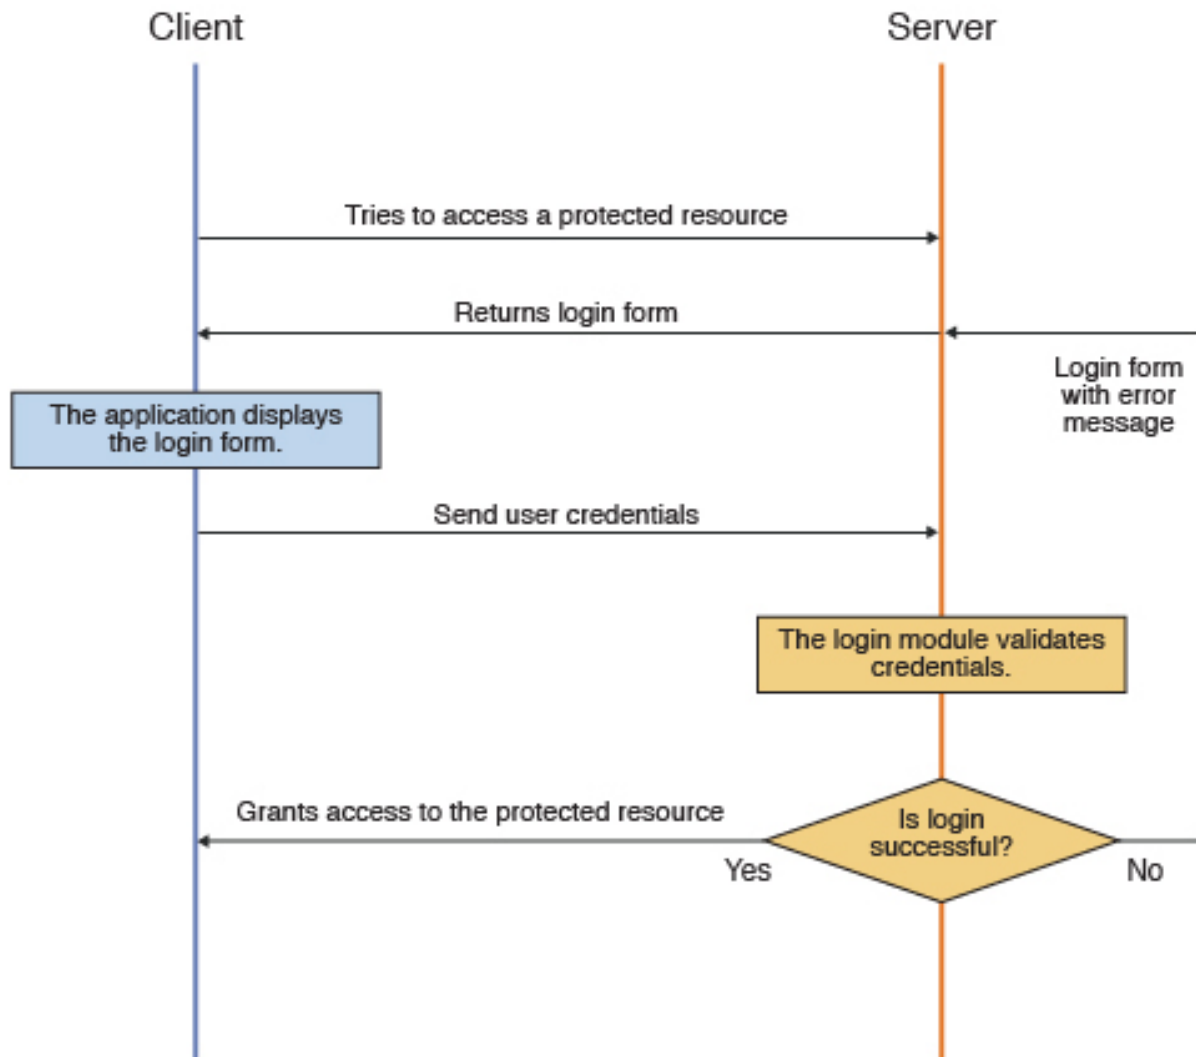 Client
Server
Tries to access a protected resource
Returns login form
Login form
with error
message
The application displays
the login form.
Send user credentials
The login module validates
credentials.
Grants access to the protected resource
Is login
successful?
Yes
No